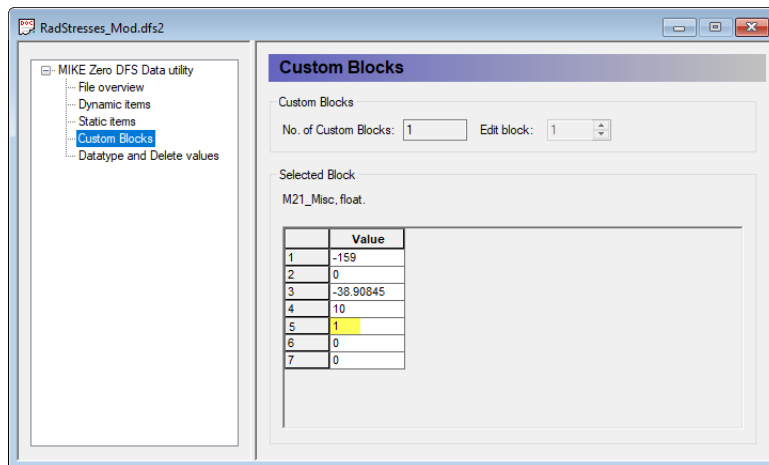 RadStresses_Mod.dfs2
MIKE Zero DFS Data utility
File overview
Dynamic items
Static items
Custom Blocks
Datatype and Delete values
Custom Blocks
Custom Blocks
No. of Custom Blocks: 1 Edit block: 1
Selected Block
M21_Misc, float.
Value
1 -159
2 0
3 -38.90845
4 10
5 1
6 0
7 0